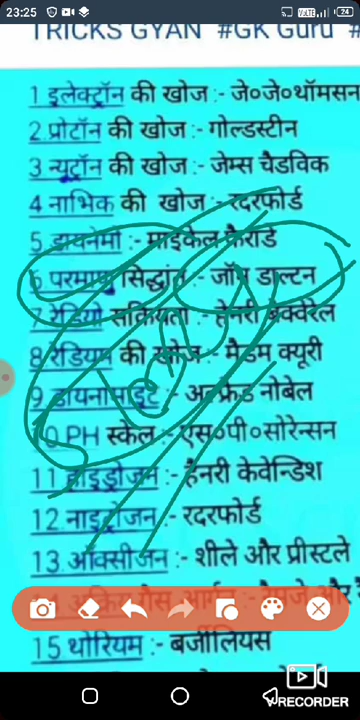 23:25
24
TRICKS GYAN #GK Guru #
1 इलेक्ट्रॉन की खोज :- जे०जे०थॉमसन
2.प्रोटॉन की खोज :- गोल्डस्टीन
3.न्यूट्रॉन की खोज :- जेम्स चैडविक
4 नाभिक की खोज :- रदरफोर्ड
5 डायनेमो :- माइकेल फैराडे
6 परमाणु सिद्धांत :- जॉन डाल्टन
7 रेडियो सक्रियता :- हेनरी बेक्वेरेल
8 रेडियम की खोज :- मैडम क्यूरी
9 डायनामाइट :- अल्फ्रेड नोबेल
10 PH स्केल :- एस०पी०सोरेन्सन
11 हाइड्रोजन :- हैनरी केवेन्डिश
12 नाइट्रोजन :- रदरफोर्ड
13.ऑक्सीजन :- शीले और प्रीस्टले
15 थोरियम :- बर्जीलियस
RECORDER